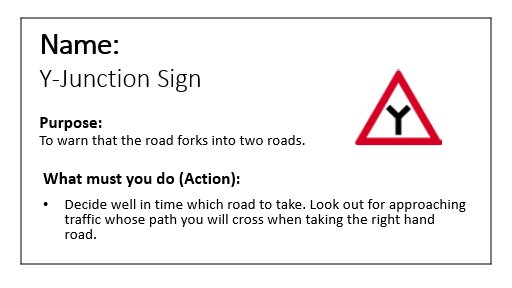 Name:
Y-Junction Sign
Purpose:
To warn that the road forks into two roads.
What must you do (Action):
• Decide well in time which road to take. Look out for approaching
traffic whose path you will cross when taking the right hand
road.